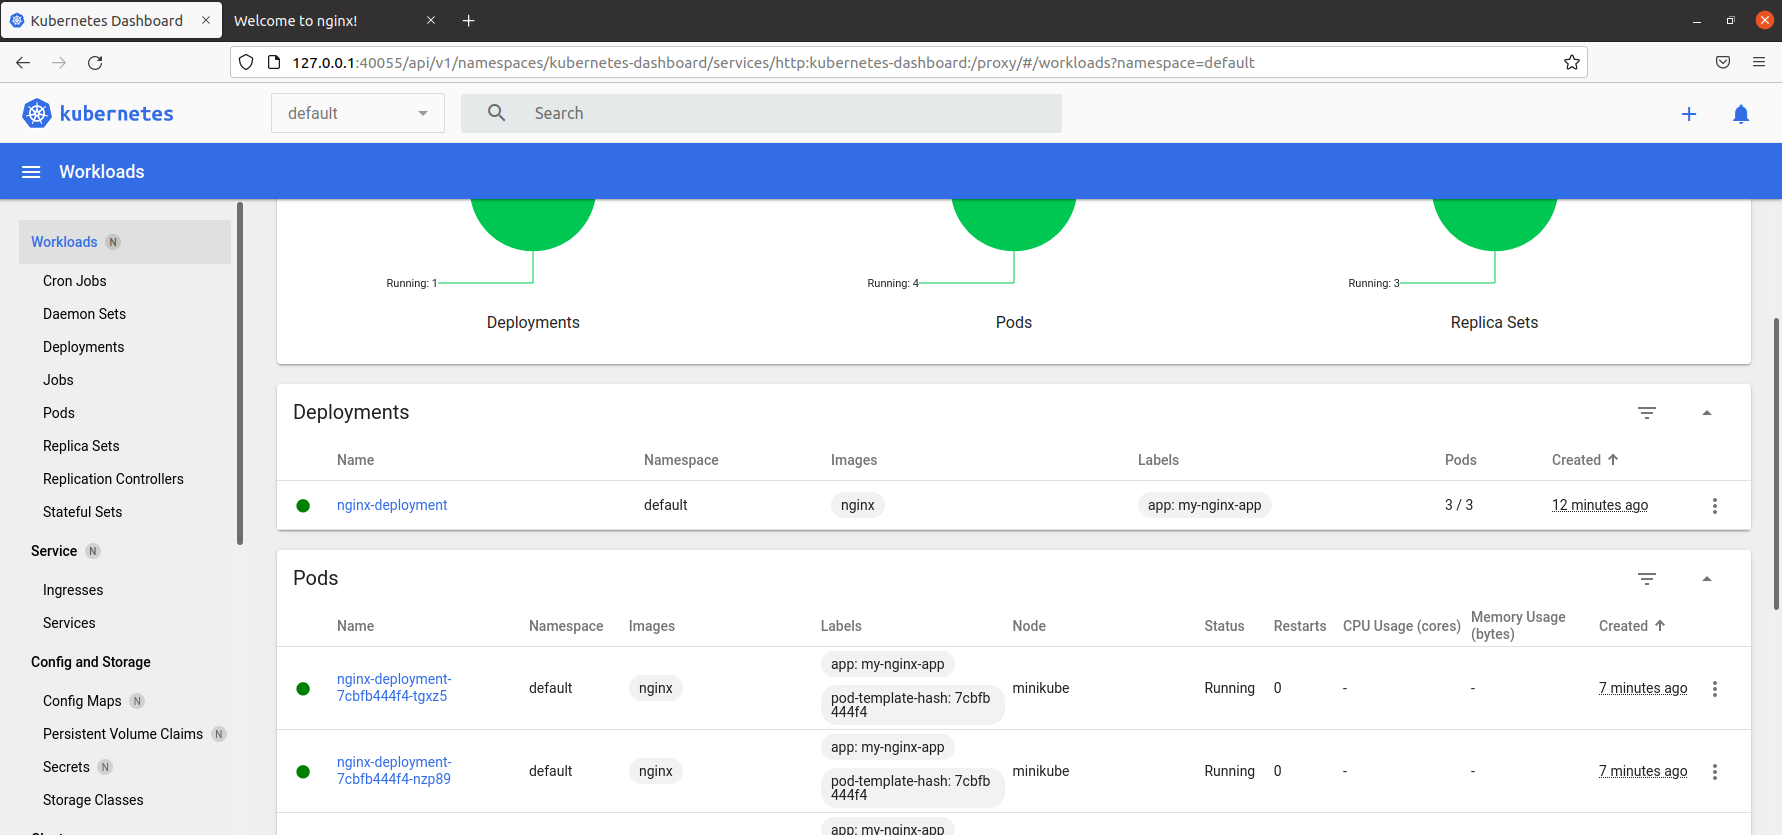 Kubernetes Dashboard
Welcome to nginx!
127.0.0.1:40055/api/v1/namespaces/kubernetes-dashboard/services/http:kubernetes-dashboard:/proxy/#/workloads?namespace=default
kubernetes
default
Search
Workloads
Workloads N
Cron Jobs
Daemon Sets
Deployments
Jobs
Pods
Replica Sets
Replication Controllers
Stateful Sets
Service N
Ingresses
Services
Config and Storage
Config Maps N
Persistent Volume Claims N
Secrets N
Storage Classes
Running: 1
Running: 4
Running: 3
Deployments
Pods
Replica Sets
Deployments
Name Namespace Images Labels Pods Created
nginx-deployment default nginx app: my-nginx-app 3 / 3 12 minutes ago
Pods
Name Namespace Images Labels Node Status Restarts CPU Usage (cores) Memory Usage (bytes) Created
nginx-deployment-
7cbfb444f4-tgxz5
default
nginx
app: my-nginx-app
pod-template-hash: 7cbfb
444f4
minikube
Running
0
-
-
7 minutes ago
nginx-deployment-
7cbfb444f4-nzp89
default
nginx
app: my-nginx-app
pod-template-hash: 7cbfb
444f4
minikube
Running
0
-
-
7 minutes ago
app: my-nginx-app